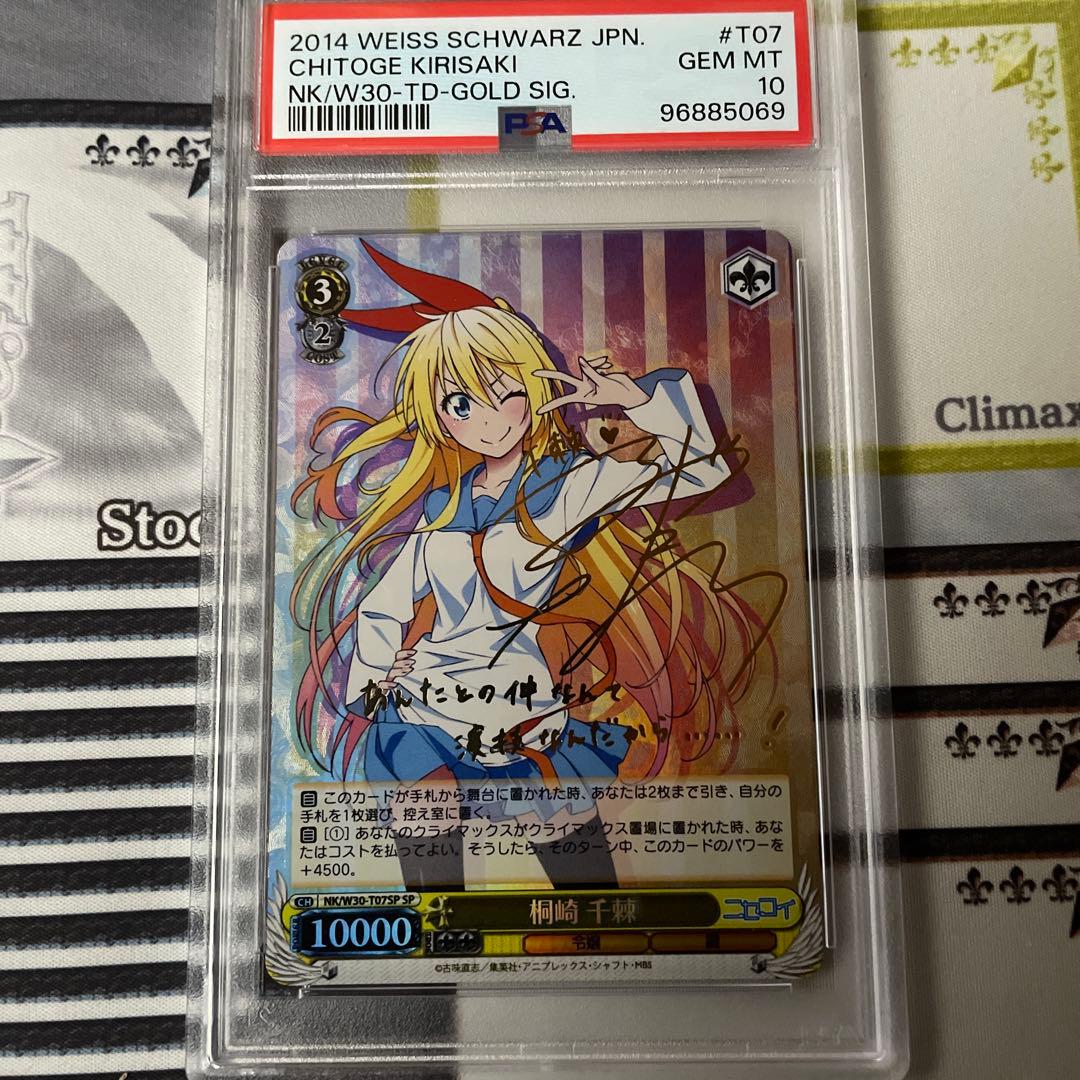 2014 WEISS SCHWARZ JPN. #T07
CHITOGE KIRISAKI GEM MT
NK/W30-TD-GOLD SIG. 10
96885069
PSA
LEVEL
3
2
COST
Climax
千棘♥
あんたとの仲なんて
演技なんだから……!
このカードが手札から舞台に置かれた時、あなたは2枚まで引き、自分の
手札を1枚選び、控え室に置く。
[①] あなたのクライマックスがクライマックス置場に置かれた時、あな
たはコストを払ってよい。そうしたら、そのターン中、このカードのパワーを
+4500。
CH NK/W30-T07SP SP
10000
桐崎 千棘
ニセコイ
令嬢
©古味直志/集英社・アニプレックス・シャフト・MBS